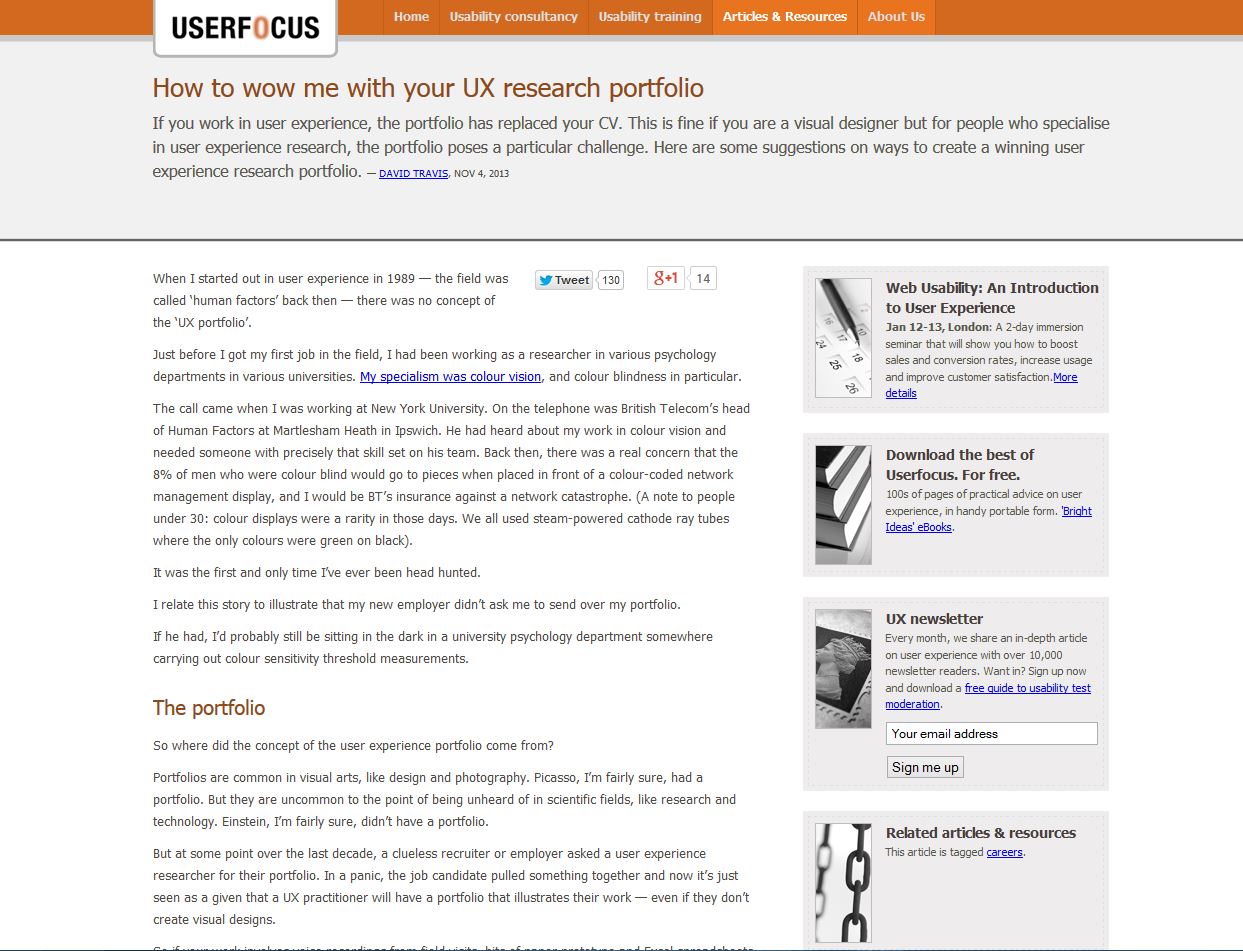 USERFOCUS
Home
Usability consultancy
Usability training
Articles & Resources
About Us
How to wow me with your UX research portfolio
If you work in user experience, the portfolio has replaced your CV. This is fine if you are a visual designer but for people who specialise
in user experience research, the portfolio poses a particular challenge. Here are some suggestions on ways to create a winning user
experience research portfolio. — DAVID TRAVIS, NOV 4, 2013
When I started out in user experience in 1989 — the field was
called ‘human factors’ back then — there was no concept of
the ‘UX portfolio’.
Tweet
130
g+1
14
Just before I got my first job in the field, I had been working as a researcher in various psychology
departments in various universities. My specialism was colour vision, and colour blindness in particular.
The call came when I was working at New York University. On the telephone was British Telecom’s head
of Human Factors at Martlesham Heath in Ipswich. He had heard about my work in colour vision and
needed someone with precisely that skill set on his team. Back then, there was a real concern that the
8% of men who were colour blind would go to pieces when placed in front of a colour-coded network
management display, and I would be BT’s insurance against a network catastrophe. (A note to people
under 30: colour displays were a rarity in those days. We all used steam-powered cathode ray tubes
where the only colours were green on black).
It was the first and only time I’ve ever been head hunted.
I relate this story to illustrate that my new employer didn’t ask me to send over my portfolio.
If he had, I’d probably still be sitting in the dark in a university psychology department somewhere
carrying out colour sensitivity threshold measurements.
The portfolio
So where did the concept of the user experience portfolio come from?
Portfolios are common in visual arts, like design and photography. Picasso, I’m fairly sure, had a
portfolio. But they are uncommon to the point of being unheard of in scientific fields, like research and
technology. Einstein, I’m fairly sure, didn’t have a portfolio.
But at some point over the last decade, a clueless recruiter or employer asked a user experience
researcher for their portfolio. In a panic, the job candidate pulled something together and now it’s just
seen as a given that a UX practitioner will have a portfolio that illustrates their work — even if they don’t
create visual designs.
So if your work involves voice recordings from field visits, bits of paper prototype and Excel spreadsheets
Web Usability: An Introduction
to User Experience
Jan 12-13, London: A 2-day immersion
seminar that will show you how to boost
sales and conversion rates, increase usage
and improve customer satisfaction.More
details
16
17
10
24
18
25
26
Download the best of
Userfocus. For free.
100s of pages of practical advice on user
experience, in handy portable form. 'Bright
Ideas' eBooks.
UX newsletter
Every month, we share an in-depth article
on user experience with over 10,000
newsletter readers. Want in? Sign up now
and download a free guide to usability test
moderation.
Your email address
Sign me up
Related articles & resources
This article is tagged careers.